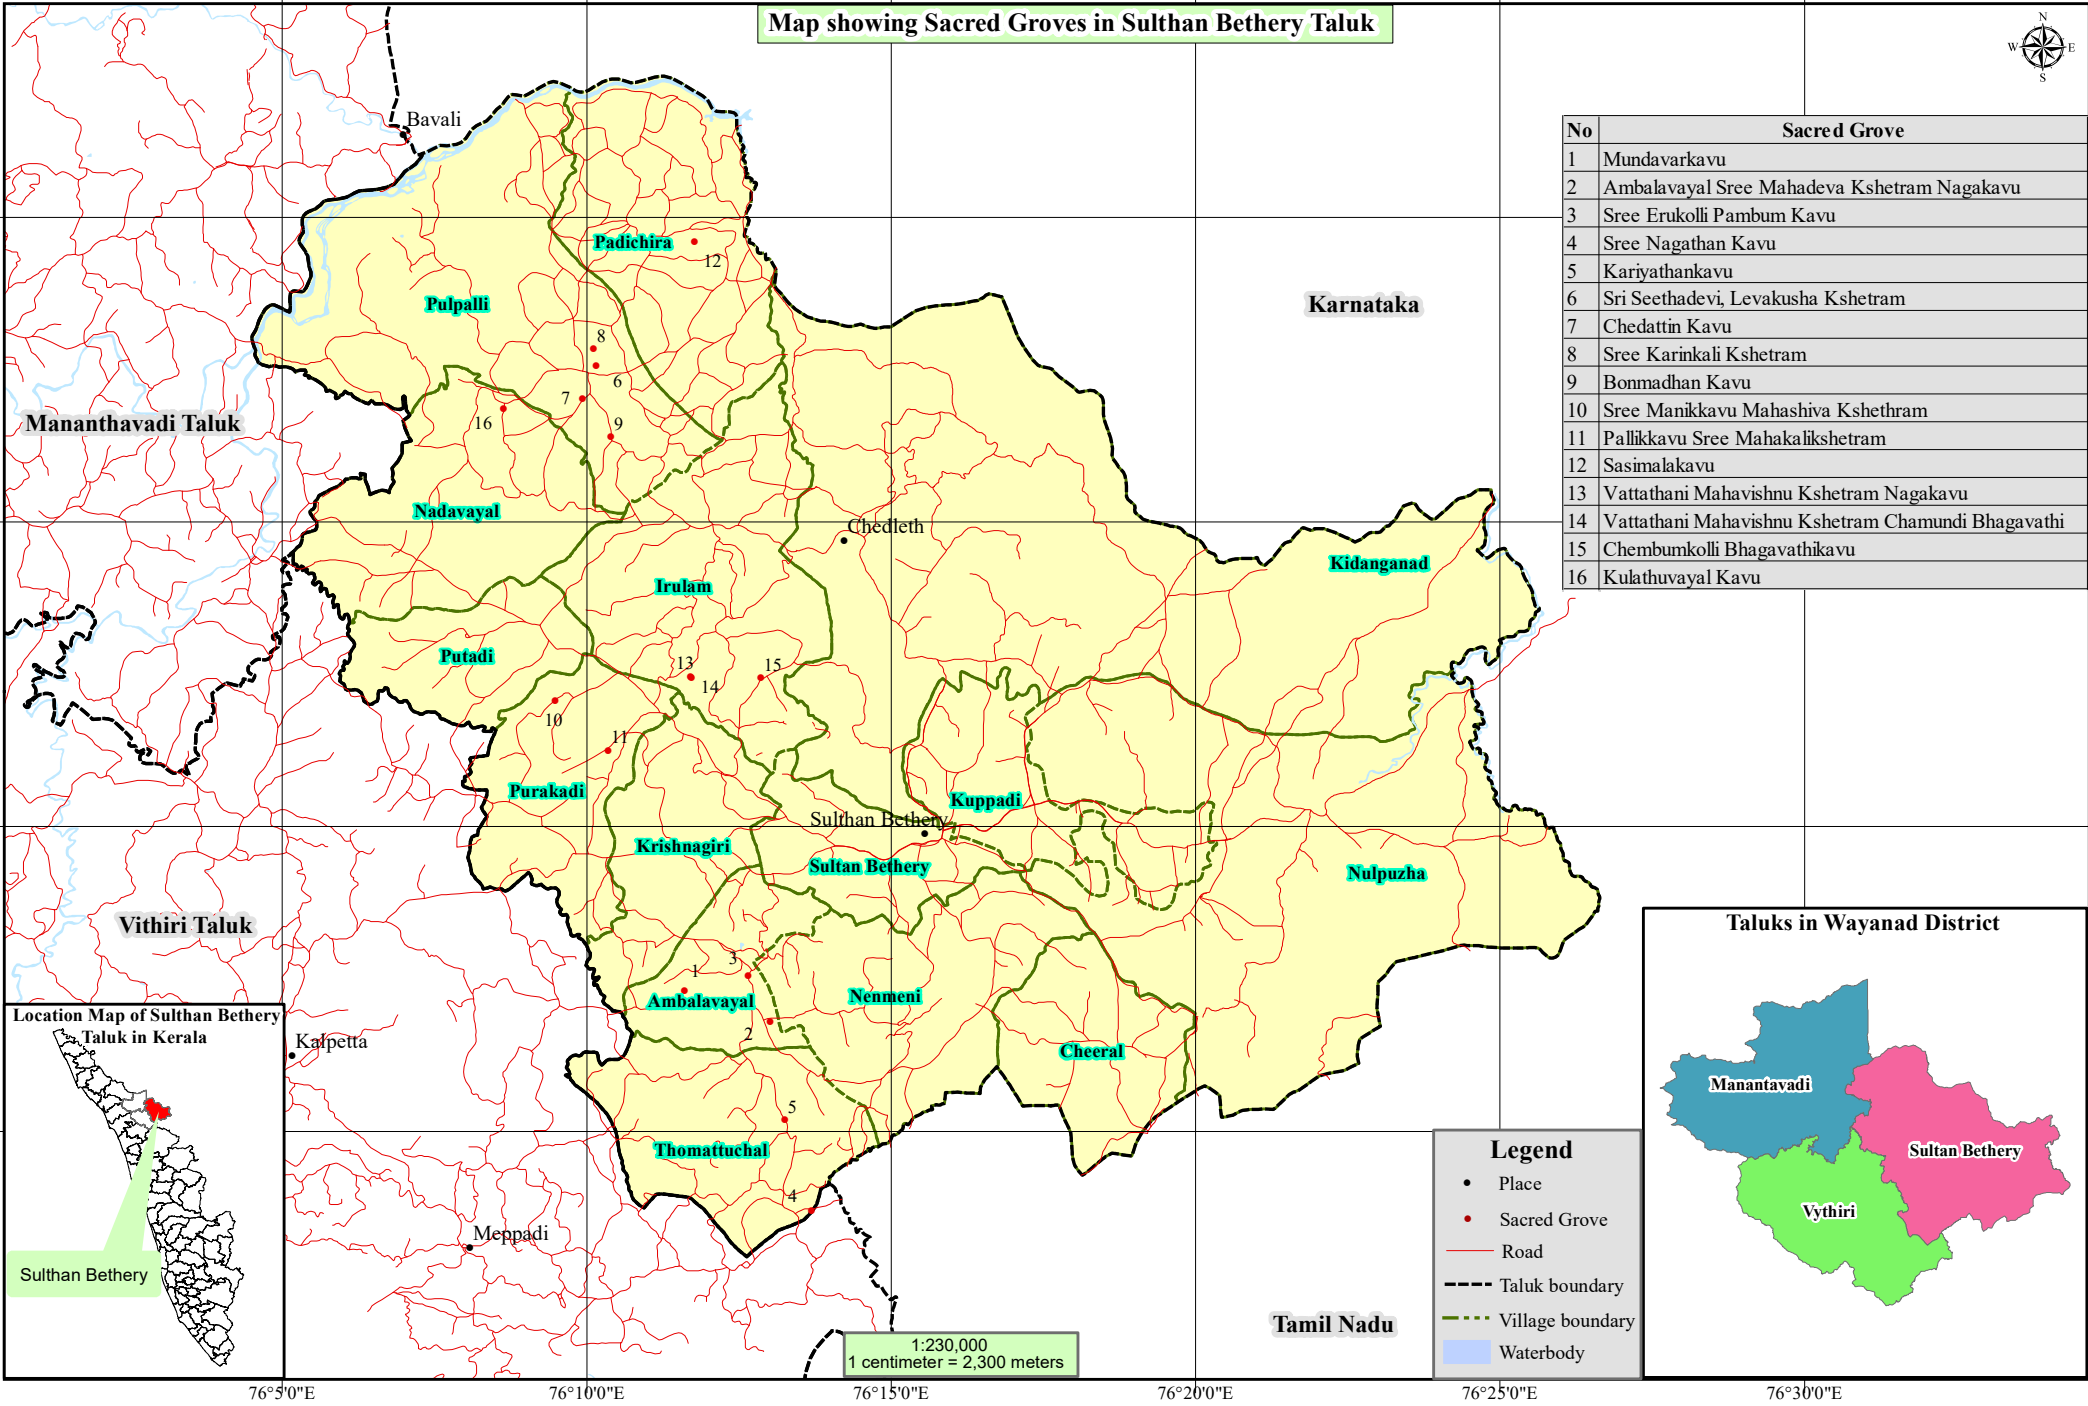 Map showing Sacred Groves in Sulthan Bethery Taluk
N
W E
S
Bavali
No Sacred Grove
1 Mundavarkavu
2 Ambalavayal Sree Mahadeva Kshetram Nagakavu
3 Sree Erukolli Pambum Kavu
4 Sree Nagathan Kavu
5 Kariyathankavu
6 Sri Seethadevi, Levakusha Kshetram
7 Chedattin Kavu
8 Sree Karinkali Kshetram
9 Bonmadhan Kavu
10 Sree Manikkavu Mahashiva Kshethram
11 Pallikkavu Sree Mahakalikshetram
12 Sasimalakavu
13 Vattathani Mahavishnu Kshetram Nagakavu
14 Vattathani Mahavishnu Kshetram Chamundi Bhagavathi
15 Chembumkolli Bhagavathikavu
16 Kulathuvayal Kavu
Padichira
12
Pulpalli
Karnataka
8
6
7
16
9
Mananthavadi Taluk
Nadavayal
Chedleth
Kidanganad
Irulam
Putadi
13
15
14
10
11
Purakadi
Kuppadi
Sulthan Bethery
Krishnagiri
Sultan Bethery
Nulpuzha
Vithiri Taluk
3
1
Ambalavayal
Nenmeni
2
Cheeral
Kalpetta
5
Thomattuchal
4
Meppadi
Tamil Nadu
Location Map of Sulthan Bethery
Taluk in Kerala
Sulthan Bethery
1:230,000
1 centimeter = 2,300 meters
Legend
Place
Sacred Grove
Road
Taluk boundary
Village boundary
Waterbody
Taluks in Wayanad District
Manantavadi
Sultan Bethery
Vythiri
76°5'0"E 76°10'0"E 76°15'0"E 76°20'0"E 76°25'0"E 76°30'0"E